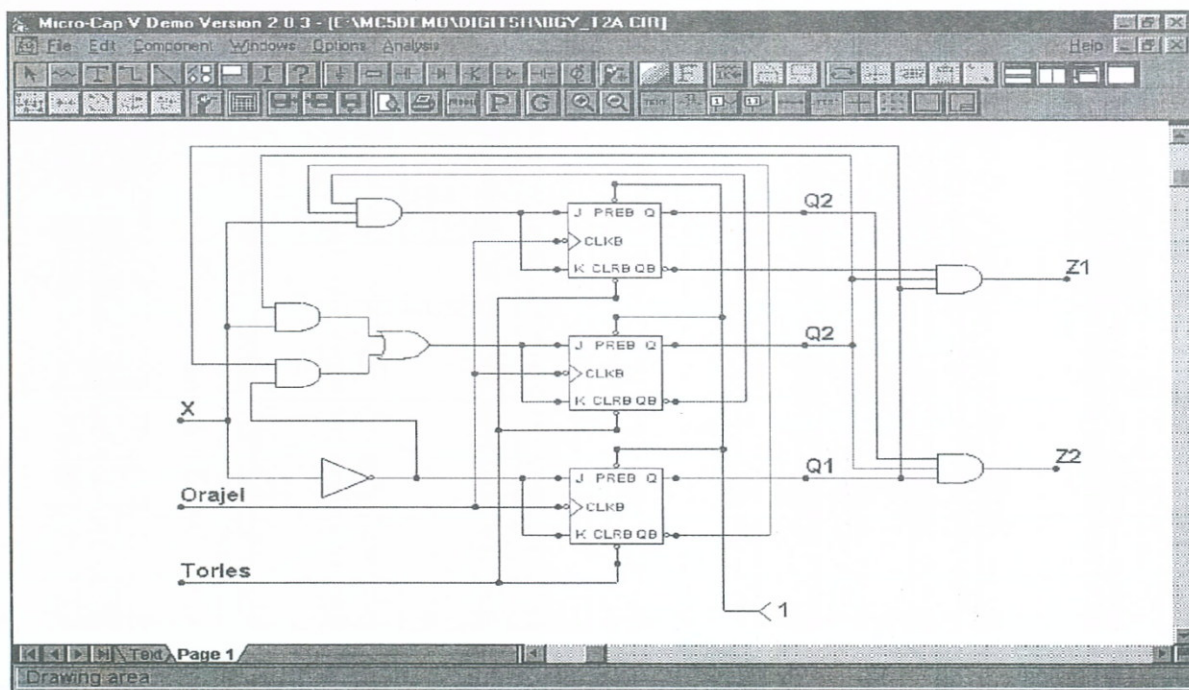 Micro-Cap V Demo Version 2.0.3 - [E:\MC5DEMO\DIGITSH\BGY_T2A.CIR]
File Edit Component Windows Options Analysis Help
Q2
J PREB Q
CLKB
K CLRB QB
Z1
Q2
J PREB Q
CLKB
K CLRB QB
X
Q1
J PREB Q
CLKB
K CLRB QB
Z2
Orajel
Torles
1
Text Page 1
Drawing area